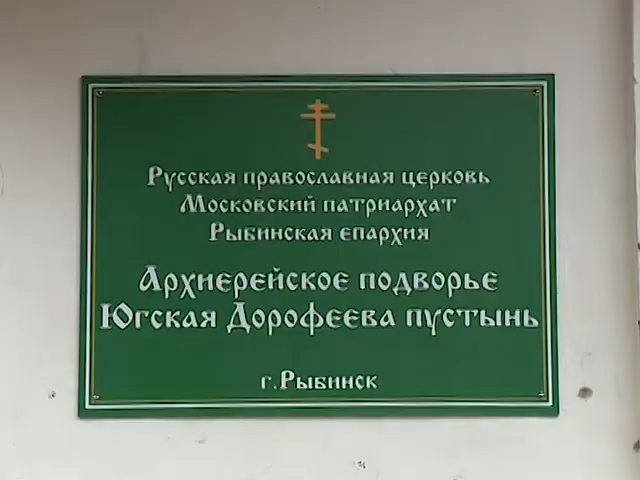 Русская православная церковь
Московский патриархат
Рыбинская епархия
Архиерейское подворье
Югская Дорофеева пустынь
г.Рыбинск